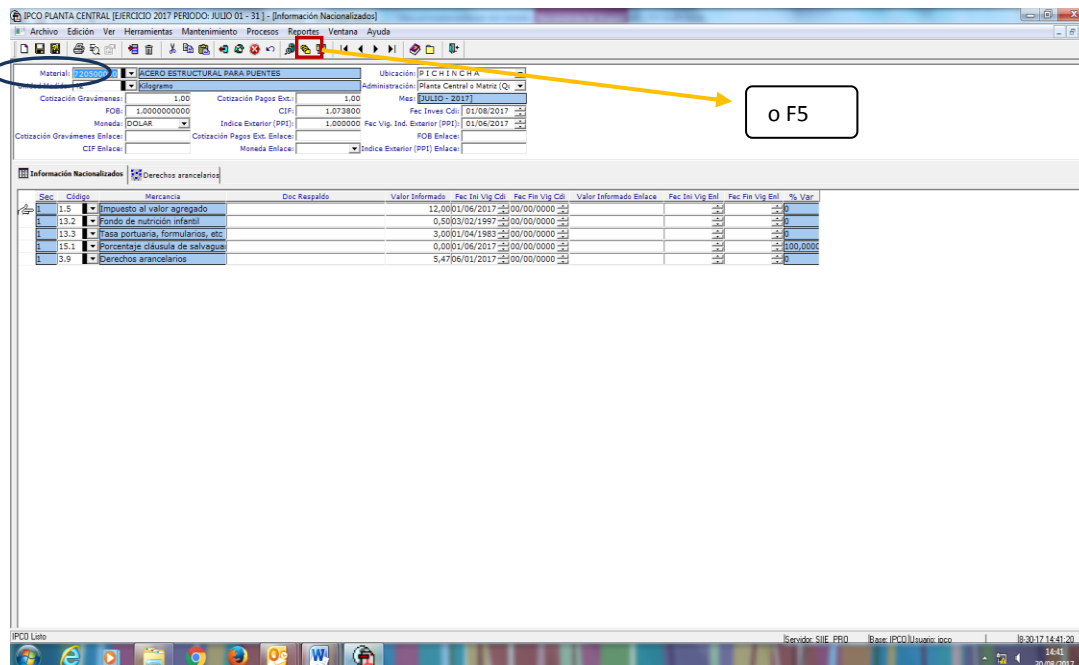 IPCO PLANTA CENTRAL [EJERCICIO 2017 PERIODO: JULIO 01 - 31 ] - [Información Nacionalizados]
Archivo Edición Ver Herramientas Mantenimiento Procesos Reportes Ventana Ayuda
Material: ACERO ESTRUCTURAL PARA PUENTES Ubicación: P I C H I N C H A
Kilogramo Administración: Planta Central o Matriz (Q
Cotización Gravámenes: 1,00 Cotización Pagos Ext.: 1,00 Mes: [JULIO - 2017]
FOB: 1.0000000000 CIF: 1.073800 Fec Inves Cdi: 01/08/2017
Moneda: DOLAR Indice Exterior (PPI): 1,000000 Fec Vig. Ind. Exterior (PPI): 01/06/2017
Cotización Gravámenes Enlace: Cotización Pagos Ext. Enlace: FOB Enlace:
CIF Enlace: Moneda Enlace: Indice Exterior (PPI) Enlace:
o F5
Información Nacionalizados Derechos arancelarios
Sec Código Mercancia Doc Respaldo Valor Informado Fec Ini Vig Cdi Fec Fin Vig Cdi Valor Informado Enlace Fec Ini Vig Enl Fec Fin Vig Enl % Var
1 1.5 Impuesto al valor agregado 12,00 01/06/2017 00/00/0000 0
1 13.2 Fondo de nutrición infantil 0,50 03/02/1997 00/00/0000 0
1 13.3 Tasa portuaria, formularios, etc 3,00 01/04/1983 00/00/0000 0
1 15.1 Porcentaje cláusula de salvaguar 0,00 01/06/2017 00/00/0000 100,0000
1 3.9 Derechos arancelarios 5,47 06/01/2017 00/00/0000 0
IPCO Listo Servidor: SIIE_PRO Base: IPCO Usuario: ipco 8-30-17 14:41:20
14:41
30/08/2017